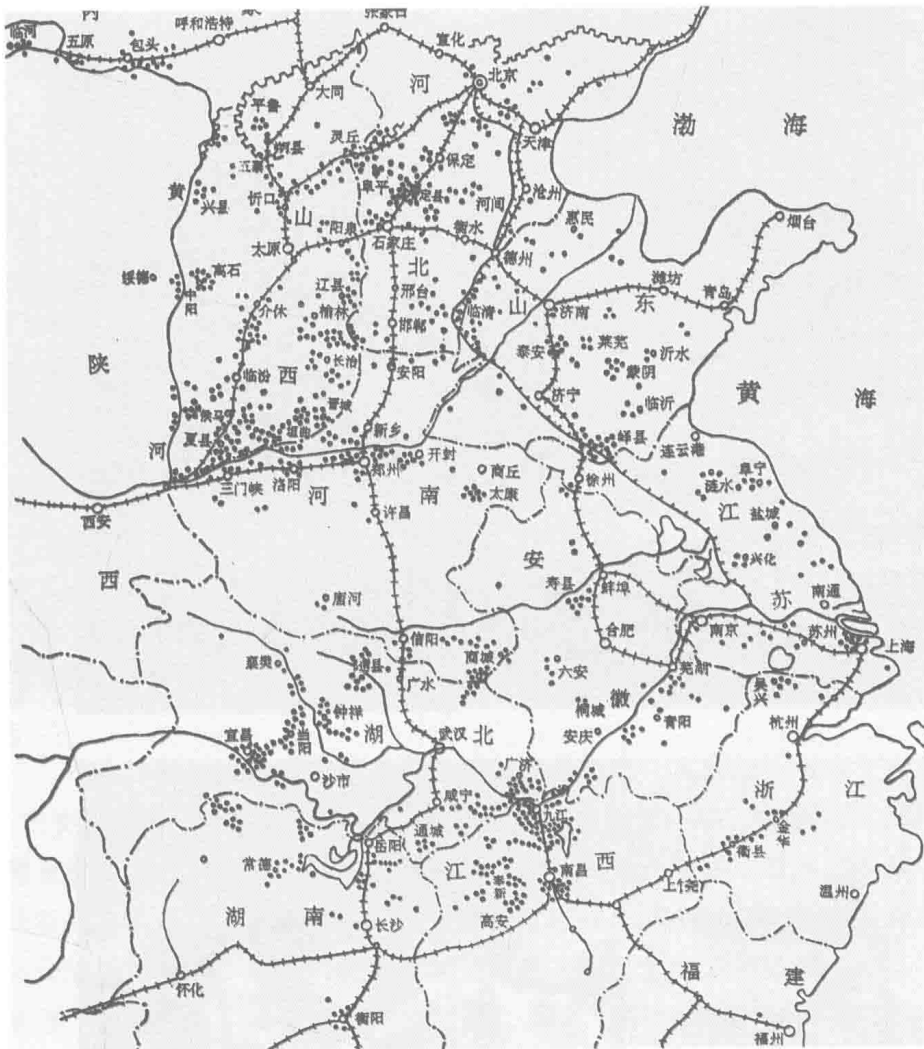 内
蒙
呼和浩特
临河
五原
包头
张家口
宣化
北京
大同
河
平鲁
天津
渤海
灵丘
五寨
保定
阜平
定县
沧州
黄
兴县
忻口
山
河间
惠民
烟台
阳泉
石家庄
衡水
太原
德州
北
潍坊
青岛
绥德
离石
中阳
辽县
邢台
山
东
济南
临清
介休
榆林
邯郸
泰安
莱芜
沂水
陕
长治
蒙阴
临汾
西
安阳
济宁
临沂
黄海
侯马
晋城
夏县
垣曲
新乡
峄县
连云港
河
开封
郑州
商丘
三门峡
洛阳
河
南
太康
徐州
涟水
阜宁
西安
许昌
江
盐城
安
兴化
西
寿县
蚌埠
唐河
苏
南通
信阳
合肥
南京
苏州
上海
襄樊
随县
商城
六安
芜湖
吴兴
广水
徽
桐城
钟祥
青阳
杭州
宜昌
当阳
湖
武汉
北
安庆
沙市
广济
浙
江
咸宁
九江
岳阳
通城
金华
衢县
常德
江
西
南昌
上饶
奉新
温州
湖
南
长沙
高安
怀化
福
建
衡阳
福州